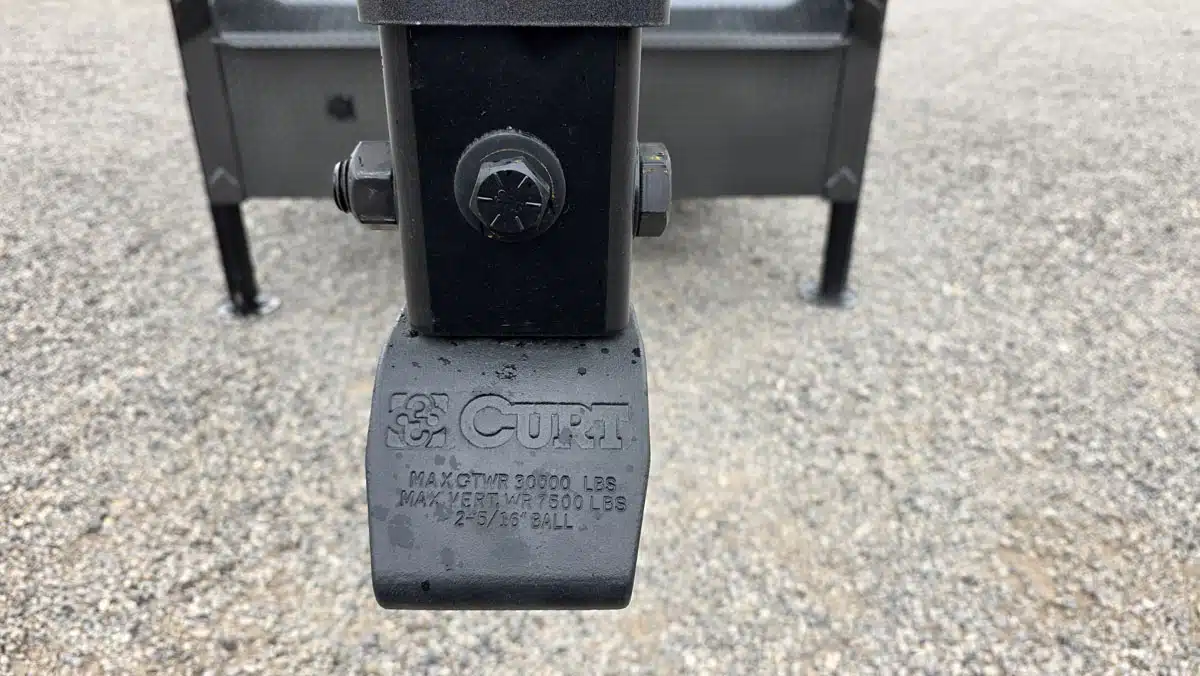 CURT
MAX GTWR 30000 LBS
MAX. VERT. WR 7500 LBS
2-5/16" BALL